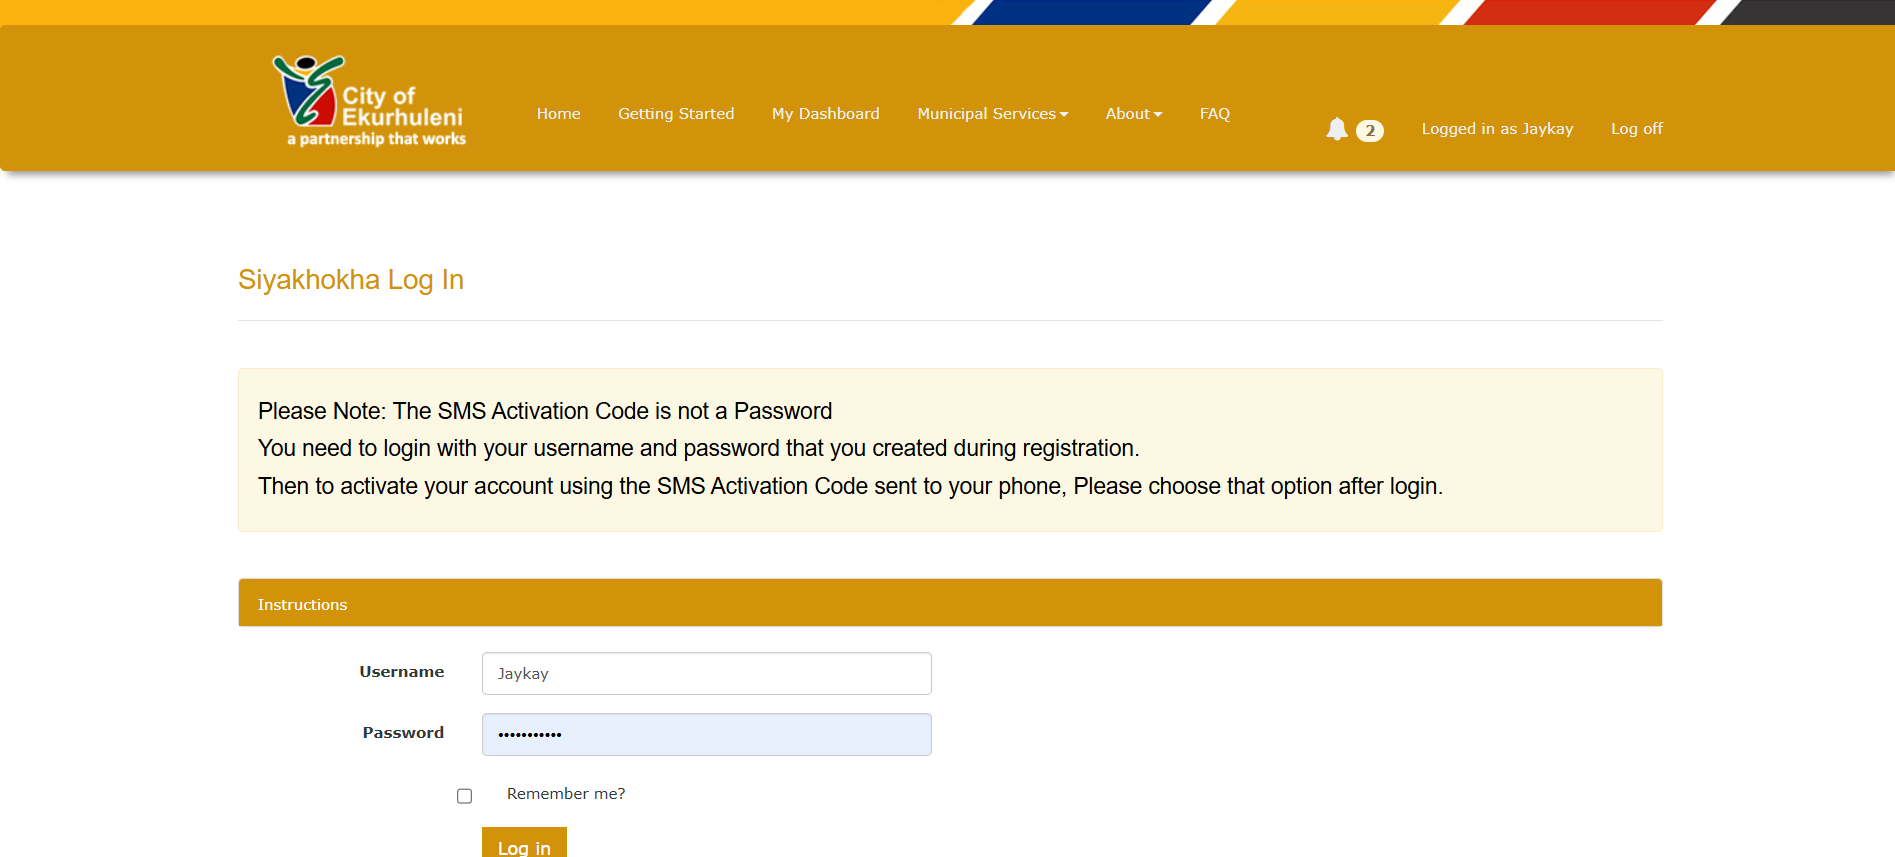 City of
Ekurhuleni
a partnership that works
Home Getting Started My Dashboard Municipal Services About FAQ
2 Logged in as Jaykay Log off
Siyakhokha Log In
Please Note: The SMS Activation Code is not a Password
You need to login with your username and password that you created during registration.
Then to activate your account using the SMS Activation Code sent to your phone, Please choose that option after login.
Instructions
Username Jaykay
Password •••••••••••
Remember me?
Log in